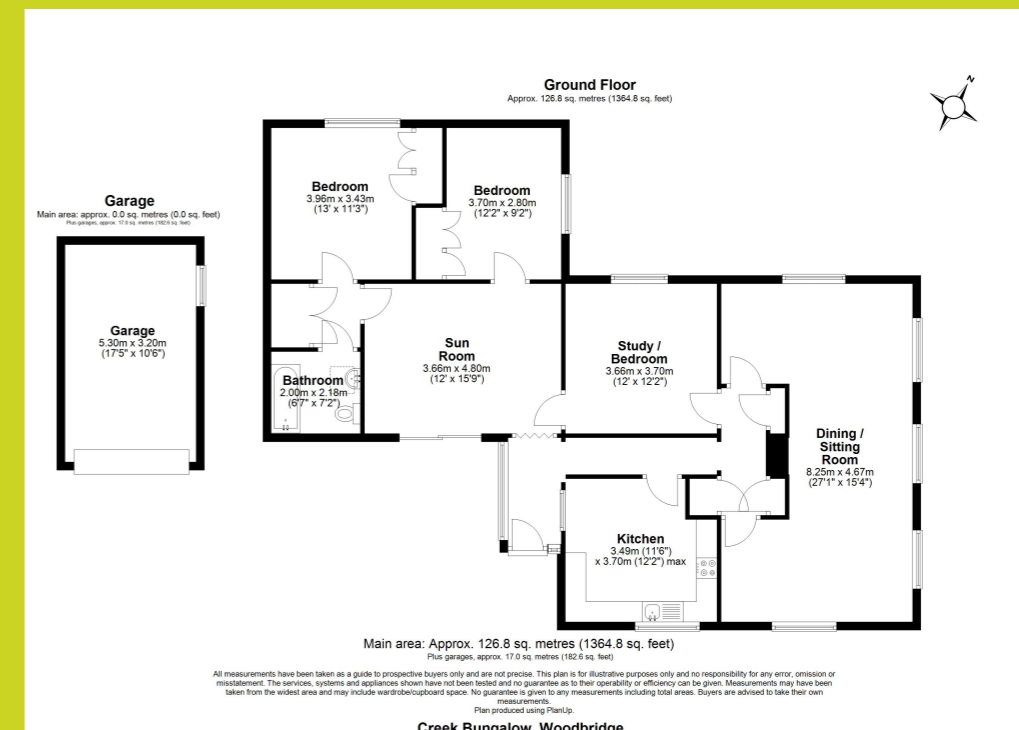 Ground Floor
Approx. 126.8 sq. metres (1364.8 sq. feet)
N
Garage
Main area: approx. 0.0 sq. metres (0.0 sq. feet)
Plus garages, approx. 17.0 sq. metres (182.6 sq. feet)
Bedroom
3.96m x 3.43m
(13' x 11'3")
Bedroom
3.70m x 2.80m
(12'2" x 9'2")
Garage
5.30m x 3.20m
(17'5" x 10'6")
Sun
Room
3.66m x 4.80m
(12' x 15'9")
Study /
Bedroom
3.66m x 3.70m
(12' x 12'2")
Bathroom
2.00m x 2.18m
(6'7" x 7'2")
Dining /
Sitting
Room
8.25m x 4.67m
(27'1" x 15'4")
Kitchen
3.49m (11'6")
x 3.70m (12'2") max
Main area: Approx. 126.8 sq. metres (1364.8 sq. feet)
Plus garages, approx. 17.0 sq. metres (182.6 sq. feet)
All measurements have been taken as a guide to prospective buyers only and are not precise. This plan is for illustrative purposes only and no responsibility for any error, omission or
misstatement. The services, systems and appliances shown have not been tested and no guarantee as to their operability or efficiency can be given. Measurements may have been
taken from the widest area and may include wardrobe/cupboard space. No guarantee is given to any measurements including total areas. Buyers are advised to take their own
measurements.
Plan produced using PlanUp.
Creek Bungalow, Woodbridge